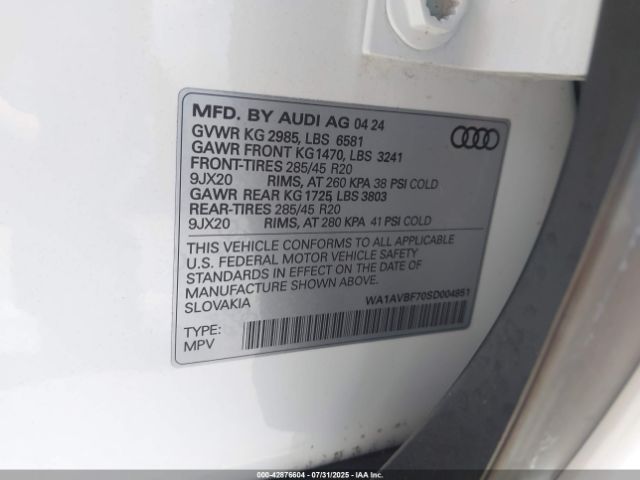 MFD. BY AUDI AG 04 24
GVWR KG 2985, LBS 6581
GAWR FRONT KG1470, LBS 3241
FRONT-TIRES 285/45 R20
9JX20 RIMS, AT 260 KPA 38 PSI COLD
GAWR REAR KG 1725, LBS 3803
REAR-TIRES 285/45 R20
9JX20 RIMS, AT 280 KPA 41 PSI COLD
THIS VEHICLE CONFORMS TO ALL APPLICABLE
U.S. FEDERAL MOTOR VEHICLE SAFETY
STANDARDS IN EFFECT ON THE DATE OF
MANUFACTURE SHOWN ABOVE.
SLOVAKIA
WA1AVBF70SD004851
TYPE:
MPV
000-42876604 - 07/31/2025 - IAAI.com